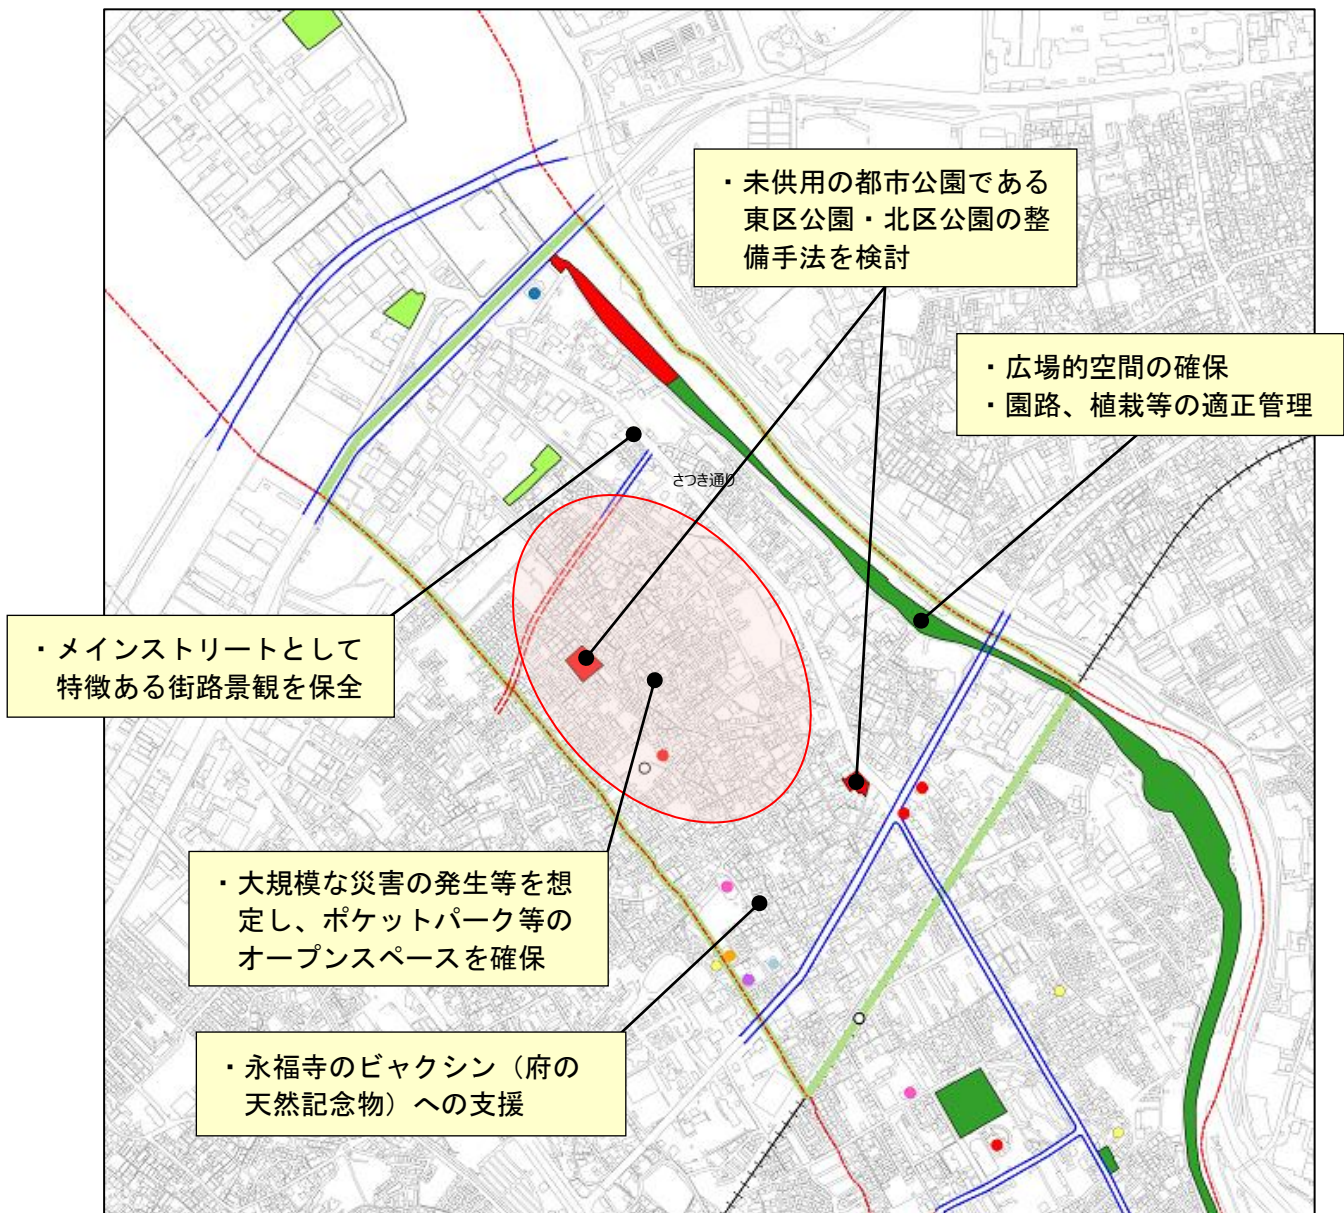 ・未供用の都市公園である
東区公園・北区公園の整
備手法を検討
・広場的空間の確保
・園路、植栽等の適正管理
さつき通り
・メインストリートとして
特徴ある街路景観を保全
・大規模な災害の発生等を想
定し、ポケットパーク等の
オープンスペースを確保
・永福寺のビャクシン（府の
天然記念物）への支援